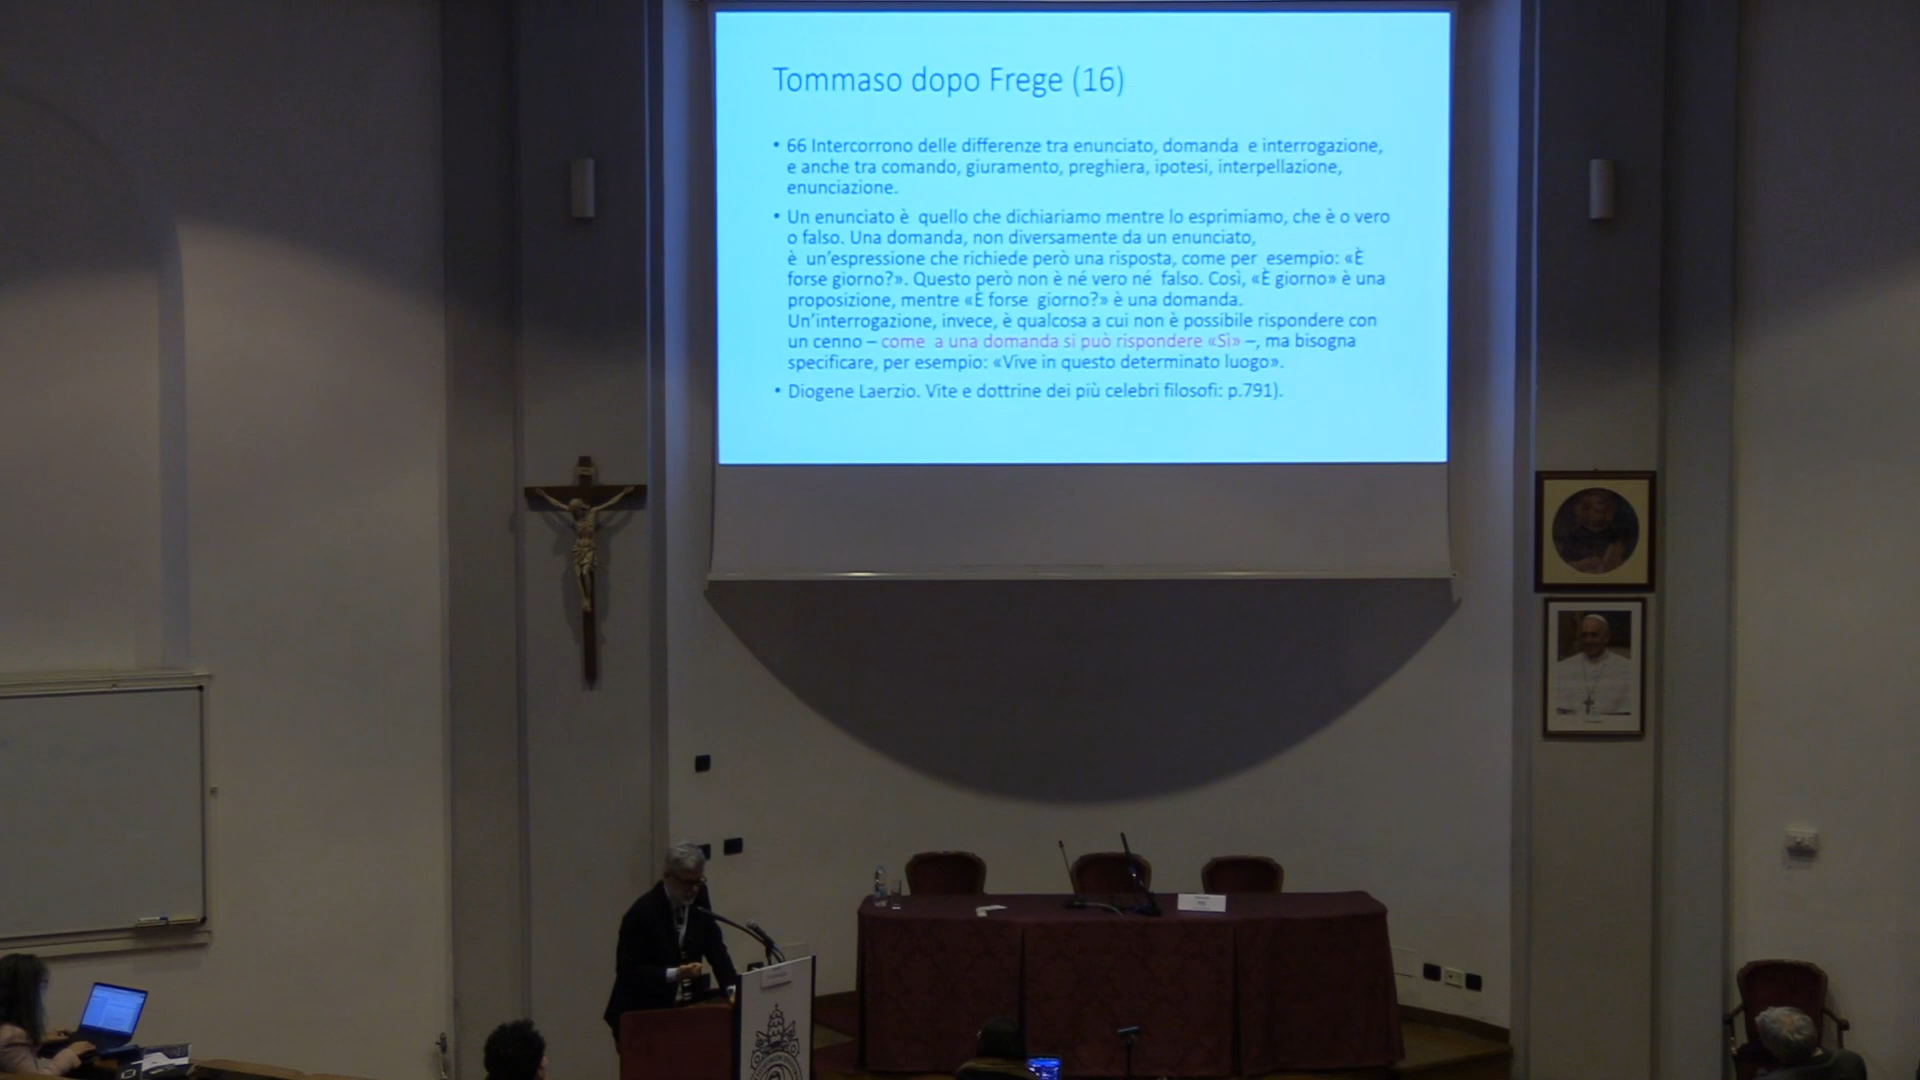 Tommaso dopo Frege (16)
• 66 Intercorrono delle differenze tra enunciato, domanda e interrogazione,
e anche tra comando, giuramento, preghiera, ipotesi, interpellazione,
enunciazione.
• Un enunciato è quello che dichiariamo mentre lo esprimiamo, che è o vero
o falso. Una domanda, non diversamente da un enunciato,
è un'espressione che richiede però una risposta, come per esempio: «È
forse giorno?». Questo però non è né vero né falso. Così, «È giorno» è una
proposizione, mentre «È forse giorno?» è una domanda.
Un'interrogazione, invece, è qualcosa a cui non è possibile rispondere con
un cenno – come a una domanda si può rispondere «Sì» –, ma bisogna
specificare, per esempio: «Vive in questo determinato luogo».
• Diogene Laerzio. Vite e dottrine dei più celebri filosofi: p.791).